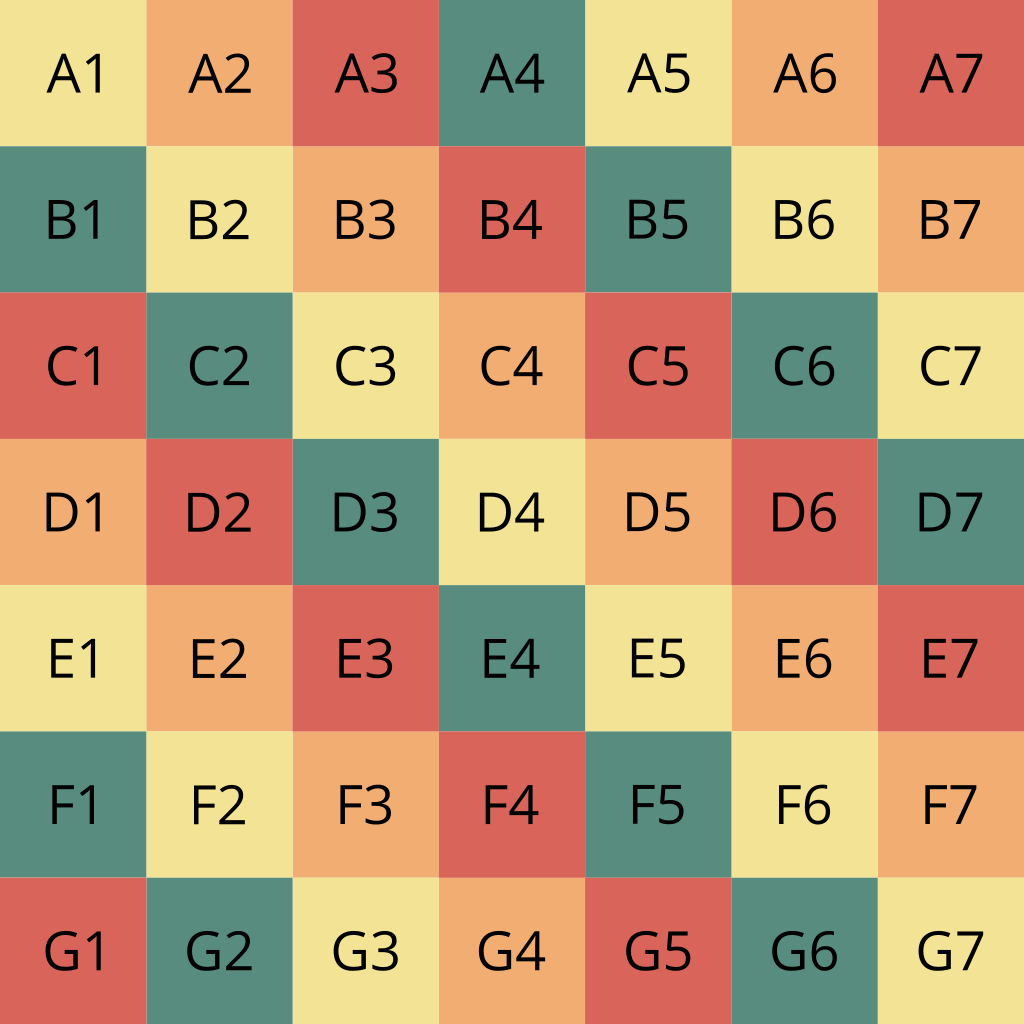 A1 A2 A3 A4 A5 A6 A7
B1 B2 B3 B4 B5 B6 B7
C1 C2 C3 C4 C5 C6 C7
D1 D2 D3 D4 D5 D6 D7
E1 E2 E3 E4 E5 E6 E7
F1 F2 F3 F4 F5 F6 F7
G1 G2 G3 G4 G5 G6 G7